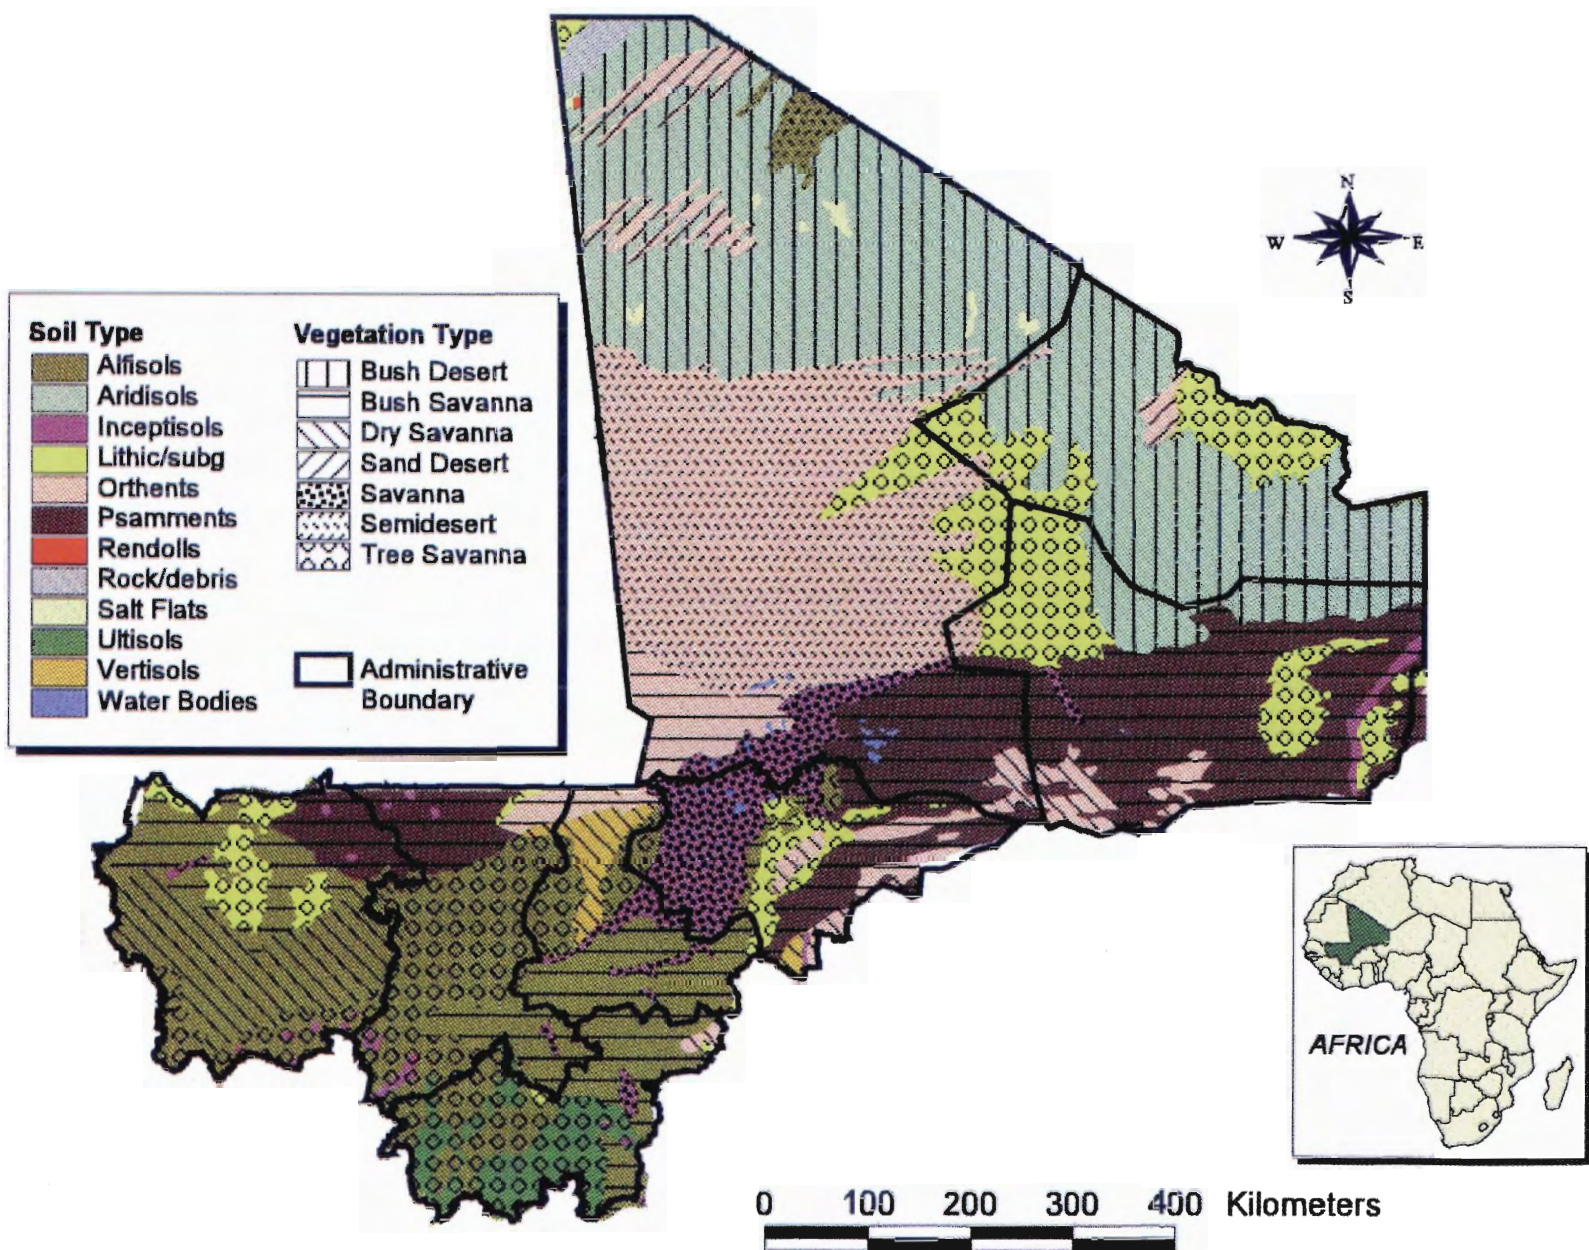 N
W E
S
Soil Type
Alfisols
Aridisols
Inceptisols
Lithic/subg
Orthents
Psamments
Rendolls
Rock/debris
Salt Flats
Ultisols
Vertisols
Water Bodies
Vegetation Type
Bush Desert
Bush Savanna
Dry Savanna
Sand Desert
Savanna
Semidesert
Tree Savanna
Administrative
Boundary
AFRICA
0 100 200 300 400 Kilometers